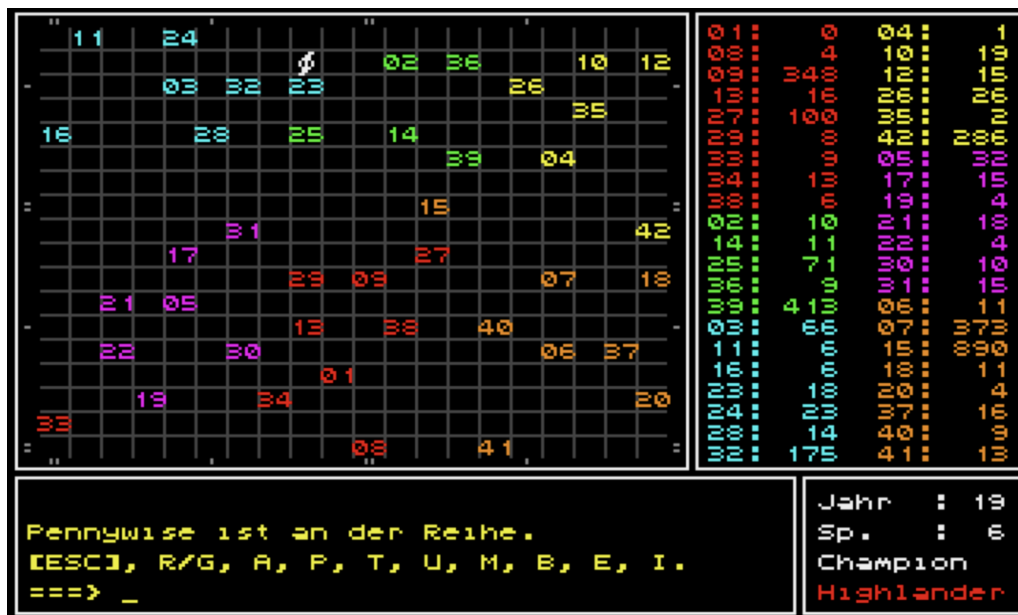 11 24
02 36 10 12
03 32 23 26
35
16 28 25 14
39 04
15
31 42
17 27
29 09 07 18
21 05
13 38 40
22 30 06 37
01
19 34 20
33
08 41
01: 0 04: 1
08: 4 10: 19
09: 348 12: 15
13: 16 26: 26
27: 100 35: 2
29: 8 42: 286
33: 9 05: 32
34: 13 17: 15
38: 6 19: 4
02: 10 21: 18
14: 11 22: 4
25: 71 30: 10
36: 9 31: 15
39: 413 06: 11
03: 66 07: 373
11: 6 15: 890
16: 6 18: 11
23: 18 20: 4
24: 23 37: 16
28: 14 40: 9
32: 175 41: 13
Pennywise ist an der Reihe.
[ESC], R/G, A, P, T, U, M, B, E, I.
===> _
Jahr : 19
Sp. : 6
Champion
Highlander